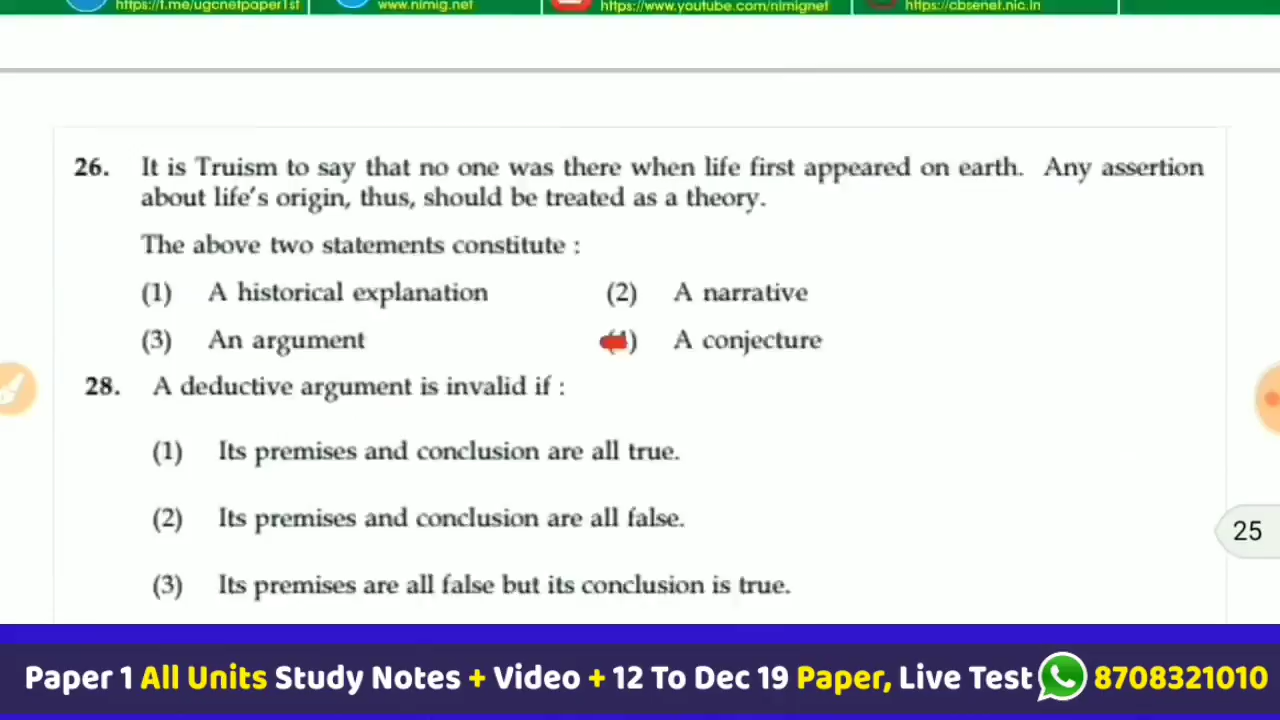 https://t.me/ugcnetpaper1st www.nimig.net https://www.youtube.com/nimignet https://cbsenet.nic.in
26. It is Truism to say that no one was there when life first appeared on earth. Any assertion
about life's origin, thus, should be treated as a theory.
The above two statements constitute :
(1) A historical explanation (2) A narrative
(3) An argument (4) A conjecture
28. A deductive argument is invalid if :
(1) Its premises and conclusion are all true.
(2) Its premises and conclusion are all false.
25
(3) Its premises are all false but its conclusion is true.
Paper 1 All Units Study Notes + Video + 12 To Dec 19 Paper, Live Test 8708321010